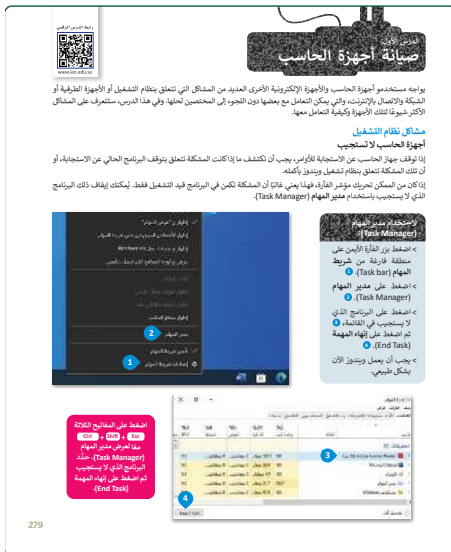 رابط الدرس الرقمي
www.ien.edu.sa
الدرس الأول:
صيانة أجهزة الحاسب
يواجه مستخدمو أجهزة الحاسب والأجهزة الإلكترونية الأخرى العديد من المشاكل التي تتعلق بنظام التشغيل أو الأجهزة الطرفية أو
الشبكة والاتصال بالإنترنت، والتي يمكن التعامل مع بعضها دون اللجوء إلى المختصين لحلها. وفي هذا الدرس، ستتعرف على المشاكل
الأكثر شيوعًا لتلك الأجهزة وكيفية التعامل معها.
مشاكل نظام التشغيل
أجهزة الحاسب لا تستجيب
إذا توقف جهاز الحاسب عن الاستجابة للأوامر، يجب أن تكتشف ما إذا كانت المشكلة تتعلق بتوقف البرنامج الحالي عن الاستجابة، أو
أن تلك المشكلة تتعلق بنظام تشغيل ويندوز بأكمله.
إذا كان من الممكن تحريك مؤشر الفأرة، فهذا يعني غالبًا أن المشكلة تكمن في البرنامج قيد التشغيل فقط. يُمكنك إيقاف ذلك البرنامج
الذي لا يستجيب باستخدام مدير المهام (Task Manager).
لاستخدام مدير المهام
(Task Manager):
> اضغط بزر الفأرة الأيمن على
منطقة فارغة من شريط
المهام (Task bar). 1
> اضغط على مدير المهام
(Task Manager). 2
> اضغط على البرنامج الذي
لا يستجيب في القائمة، 3
ثم اضغط على إنهاء المهمة
(End Task). 4
> يجب أن يعمل ويندوز الآن
بشكل طبيعي.
مدير المهام
2
1
3
4
اضغط على المفاتيح الثلاثة
Ctrl + Shift + Esc
معًا لعرض مدير المهام
(Task Manager). حدّد
البرنامج الذي لا يستجيب
ثم اضغط على إنهاء المهمة
(End Task).
279